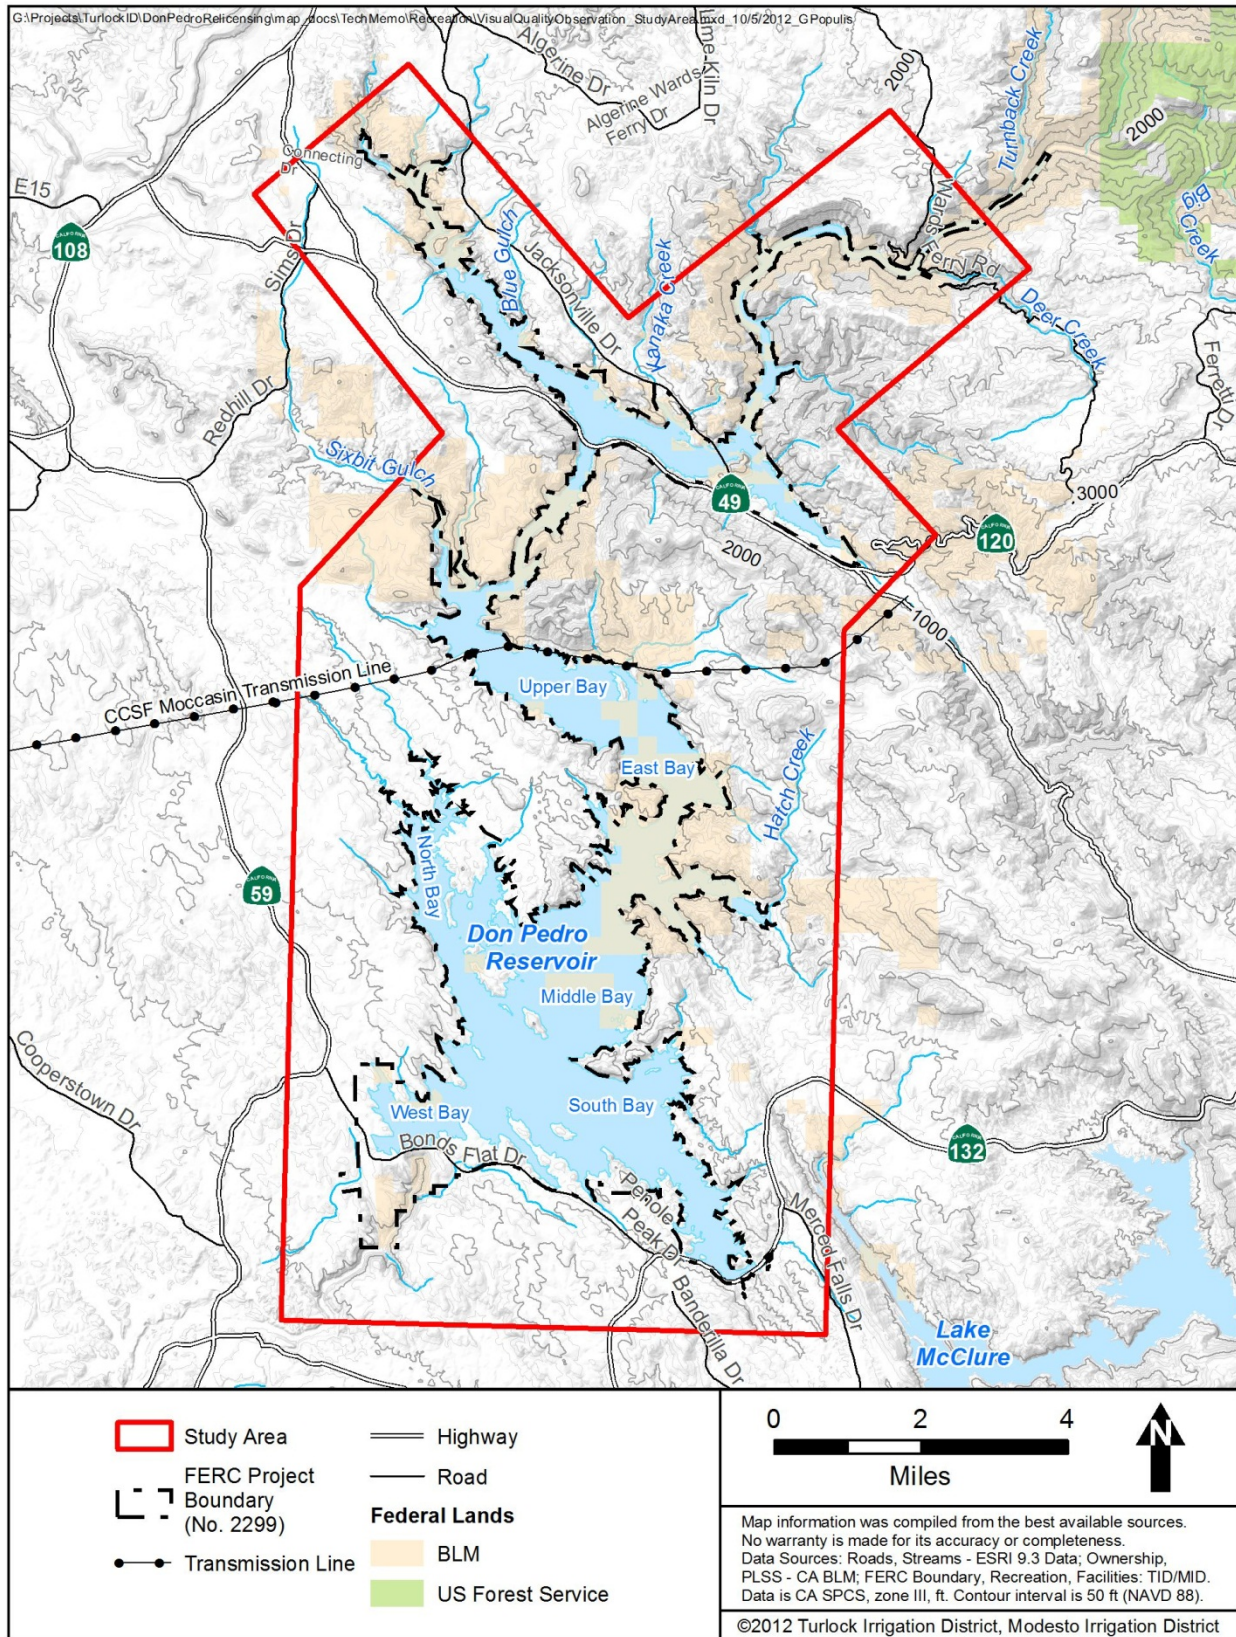 G:\Projects\TurlockID\DonPedroRelicensing\map_docs\TechMemo\Recreation\VisualQualityObservation_StudyArea.mxd_10/5/2012_GPopulis
Algerine Dr
Lime Kiln Dr
Algerine Wards
Ferry Dr
2000
Turnback Creek
2000
Connecting
Dr
E15
CALIFORNIA
108
Sims Dr
Blue Gulch
Jacksonville Dr
Kanaka Creek
Wards Ferry Rd
Big Creek
Deer Creek
Ferretti Dr
Redhill Dr
Sixbit Gulch
CALIFORNIA
49
2000
CALIFORNIA
120
3000
1000
CCSF Moccasin Transmission Line
Upper Bay
East Bay
Hatch Creek
North Bay
CALIFORNIA
59
Don Pedro
Reservoir
Middle Bay
Cooperstown Dr
West Bay
South Bay
Bonds Flat Dr
CALIFORNIA
132
Penole
Peak Dr
Merced Falls Dr
Banderilla Dr
Lake
McClure
Study Area
FERC Project
Boundary
(No. 2299)
Transmission Line
Highway
Road
Federal Lands
BLM
US Forest Service
0 2 4
Miles
N
Map information was compiled from the best available sources.
No warranty is made for its accuracy or completeness.
Data Sources: Roads, Streams - ESRI 9.3 Data; Ownership,
PLSS - CA BLM; FERC Boundary, Recreation, Facilities: TID/MID.
Data is CA SPCS, zone III, ft. Contour interval is 50 ft (NAVD 88).
©2012 Turlock Irrigation District, Modesto Irrigation District